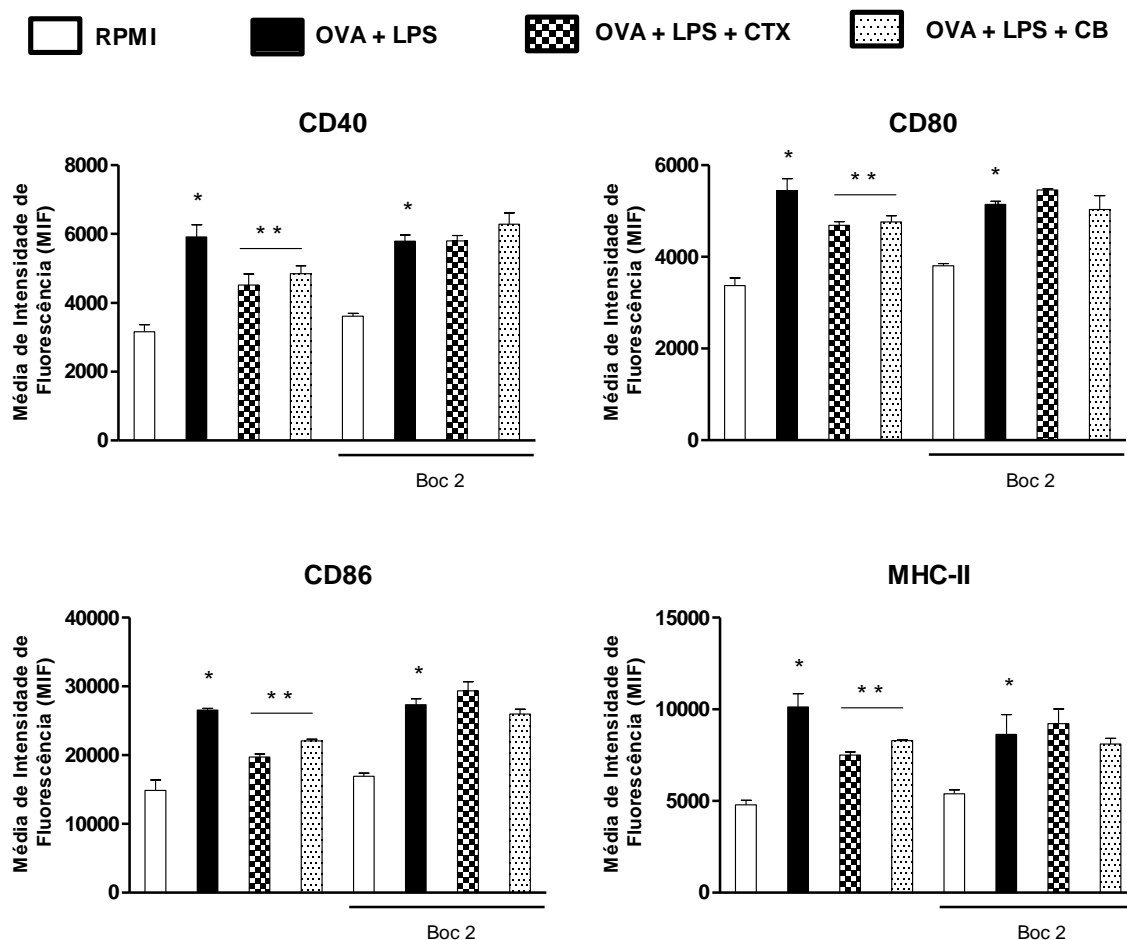 RPMI
OVA + LPS
OVA + LPS + CTX
OVA + LPS + CB
CD40
Média de Intensidade de
Fluorescência (MIF)
8000
6000
4000
2000
0
*
* *
*
Boc 2
CD80
Média de Intensidade de
Fluorescência (MIF)
6000
4000
2000
0
*
* *
*
Boc 2
CD86
Média de Intensidade de
Fluorescência (MIF)
40000
30000
20000
10000
0
*
* *
*
Boc 2
MHC-II
Média de Intensidade de
Fluorescência (MIF)
15000
10000
5000
0
*
* *
*
Boc 2